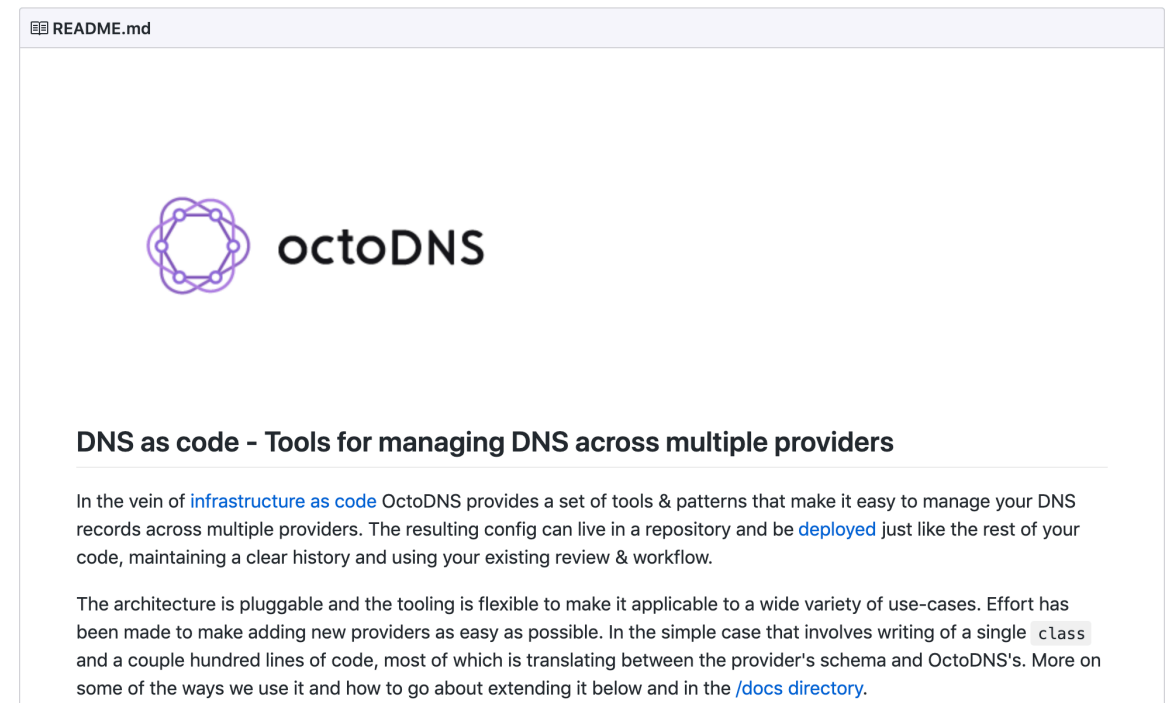 README.md
octoDNS
DNS as code - Tools for managing DNS across multiple providers
In the vein of infrastructure as code OctoDNS provides a set of tools & patterns that make it easy to manage your DNS
records across multiple providers. The resulting config can live in a repository and be deployed just like the rest of your
code, maintaining a clear history and using your existing review & workflow.
The architecture is pluggable and the tooling is flexible to make it applicable to a wide variety of use-cases. Effort has
been made to make adding new providers as easy as possible. In the simple case that involves writing of a single class
and a couple hundred lines of code, most of which is translating between the provider's schema and OctoDNS's. More on
some of the ways we use it and how to go about extending it below and in the /docs directory.